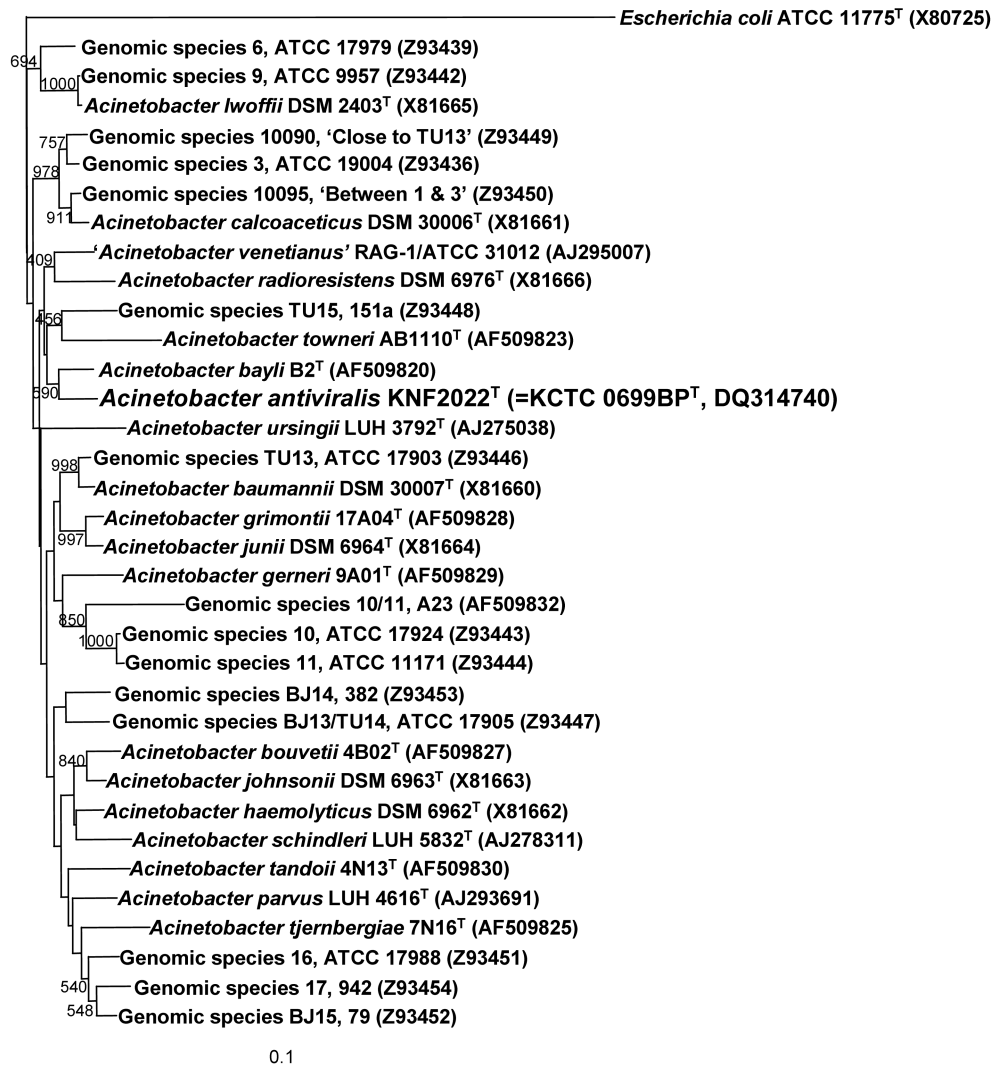 Escherichia coli ATCC 11775ᵀ (X80725)
694
Genomic species 6, ATCC 17979 (Z93439)
Genomic species 9, ATCC 9957 (Z93442)
1000
Acinetobacter lwoffii DSM 2403ᵀ (X81665)
757
Genomic species 10090, ‘Close to TU13’ (Z93449)
Genomic species 3, ATCC 19004 (Z93436)
978
Genomic species 10095, ‘Between 1 & 3’ (Z93450)
911
Acinetobacter calcoaceticus DSM 30006ᵀ (X81661)
‘Acinetobacter venetianus’ RAG-1/ATCC 31012 (AJ295007)
409
Acinetobacter radioresistens DSM 6976ᵀ (X81666)
Genomic species TU15, 151a (Z93448)
456
Acinetobacter towneri AB1110ᵀ (AF509823)
Acinetobacter bayli B2ᵀ (AF509820)
590
Acinetobacter antiviralis KNF2022ᵀ (=KCTC 0699BPᵀ, DQ314740)
Acinetobacter ursingii LUH 3792ᵀ (AJ275038)
998
Genomic species TU13, ATCC 17903 (Z93446)
Acinetobacter baumannii DSM 30007ᵀ (X81660)
Acinetobacter grimontii 17A04ᵀ (AF509828)
997
Acinetobacter junii DSM 6964ᵀ (X81664)
Acinetobacter gerneri 9A01ᵀ (AF509829)
Genomic species 10/11, A23 (AF509832)
850
Genomic species 10, ATCC 17924 (Z93443)
1000
Genomic species 11, ATCC 11171 (Z93444)
Genomic species BJ14, 382 (Z93453)
Genomic species BJ13/TU14, ATCC 17905 (Z93447)
Acinetobacter bouvetii 4B02ᵀ (AF509827)
840
Acinetobacter johnsonii DSM 6963ᵀ (X81663)
Acinetobacter haemolyticus DSM 6962ᵀ (X81662)
Acinetobacter schindleri LUH 5832ᵀ (AJ278311)
Acinetobacter tandoii 4N13ᵀ (AF509830)
Acinetobacter parvus LUH 4616ᵀ (AJ293691)
Acinetobacter tjernbergiae 7N16ᵀ (AF509825)
Genomic species 16, ATCC 17988 (Z93451)
540
Genomic species 17, 942 (Z93454)
548
Genomic species BJ15, 79 (Z93452)
0.1